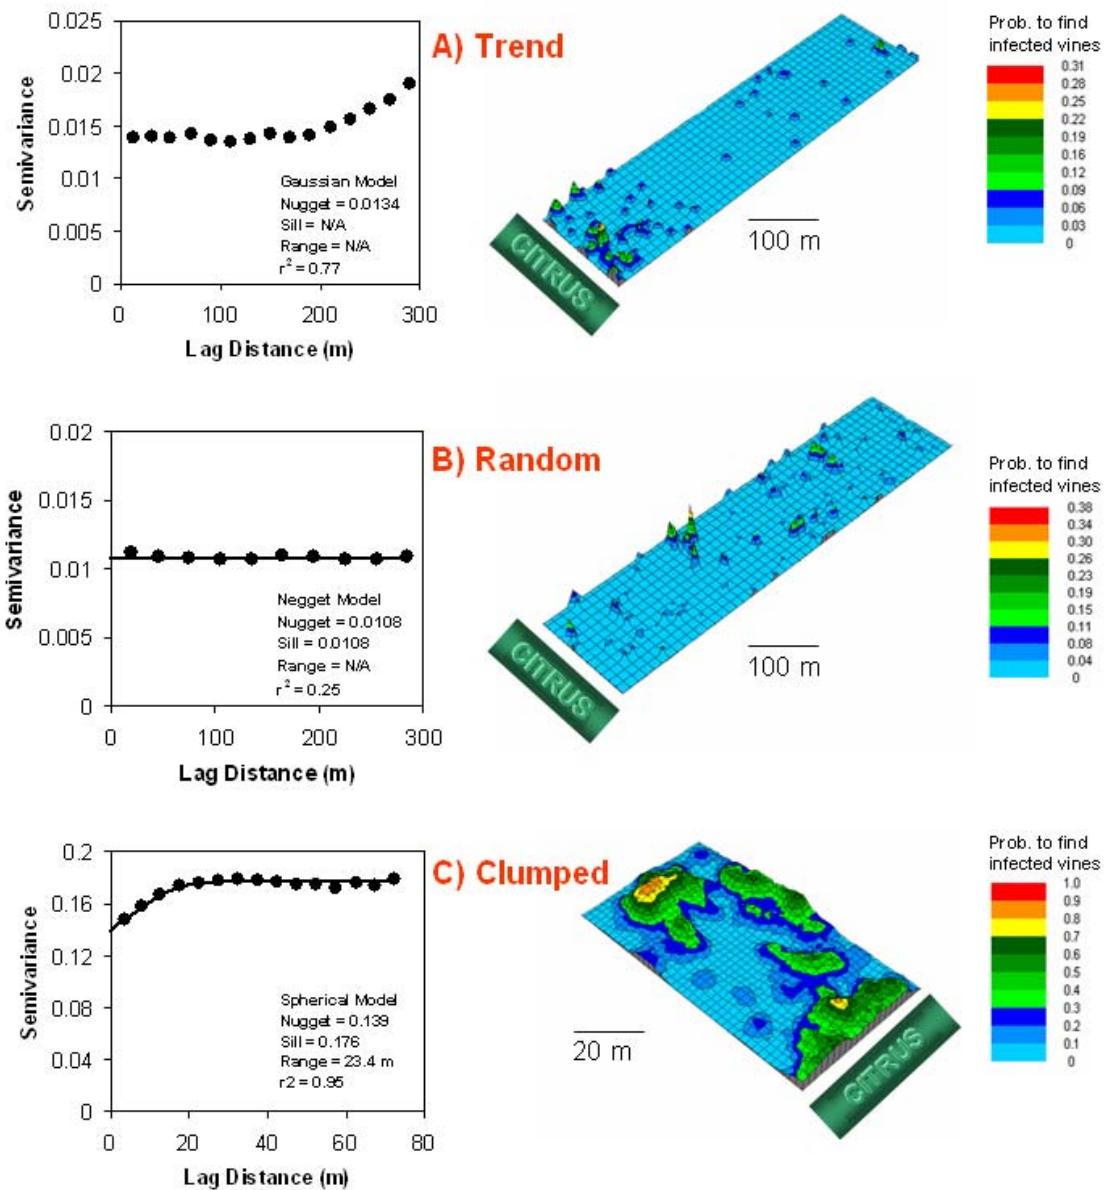 A) Trend
Semivariance
0.025
0.02
0.015
0.01
0.005
0
0
100
200
300
Lag Distance (m)
Gaussian Model
Nugget = 0.0134
Sill = N/A
Range = N/A
r² = 0.77
CITRUS
100 m
Prob. to find
infected vines
0.31
0.28
0.25
0.22
0.19
0.16
0.12
0.09
0.06
0.03
0
B) Random
Semivariance
0.02
0.015
0.01
0.005
0
0
100
200
300
Lag Distance (m)
Negget Model
Nugget = 0.0108
Sill = 0.0108
Range = N/A
r² = 0.25
CITRUS
100 m
Prob. to find
infected vines
0.38
0.34
0.30
0.26
0.23
0.19
0.15
0.11
0.08
0.04
0
C) Clumped
Semivariance
0.2
0.16
0.12
0.08
0.04
0
0
20
40
60
80
Lag Distance (m)
Spherical Model
Nugget = 0.139
Sill = 0.176
Range = 23.4 m
r2 = 0.95
20 m
CITRUS
Prob. to find
infected vines
1.0
0.9
0.8
0.7
0.6
0.5
0.4
0.3
0.2
0.1
0